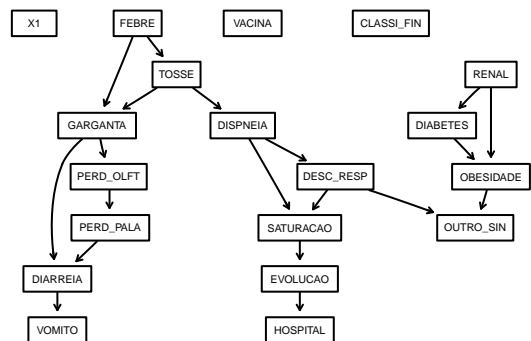 X1
FEBRE
VACINA
CLASSI_FIN
TOSSE
RENAL
GARGANTA
DISPNEIA
DIABETES
PERD_OLFT
DESC_RESP
OBESIDADE
PERD_PALA
SATURACAO
OUTRO_SIN
DIARREIA
EVOLUCAO
VOMITO
HOSPITAL